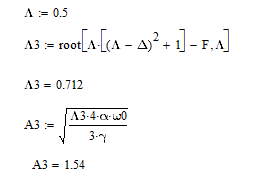 Λ := 0.5
Λ3 := root[Λ·[(Λ − Δ)² + 1] − F, Λ]
Λ3 = 0.712
A3 := √(Λ3·4·α·ω0 / 3·γ)
A3 = 1.54